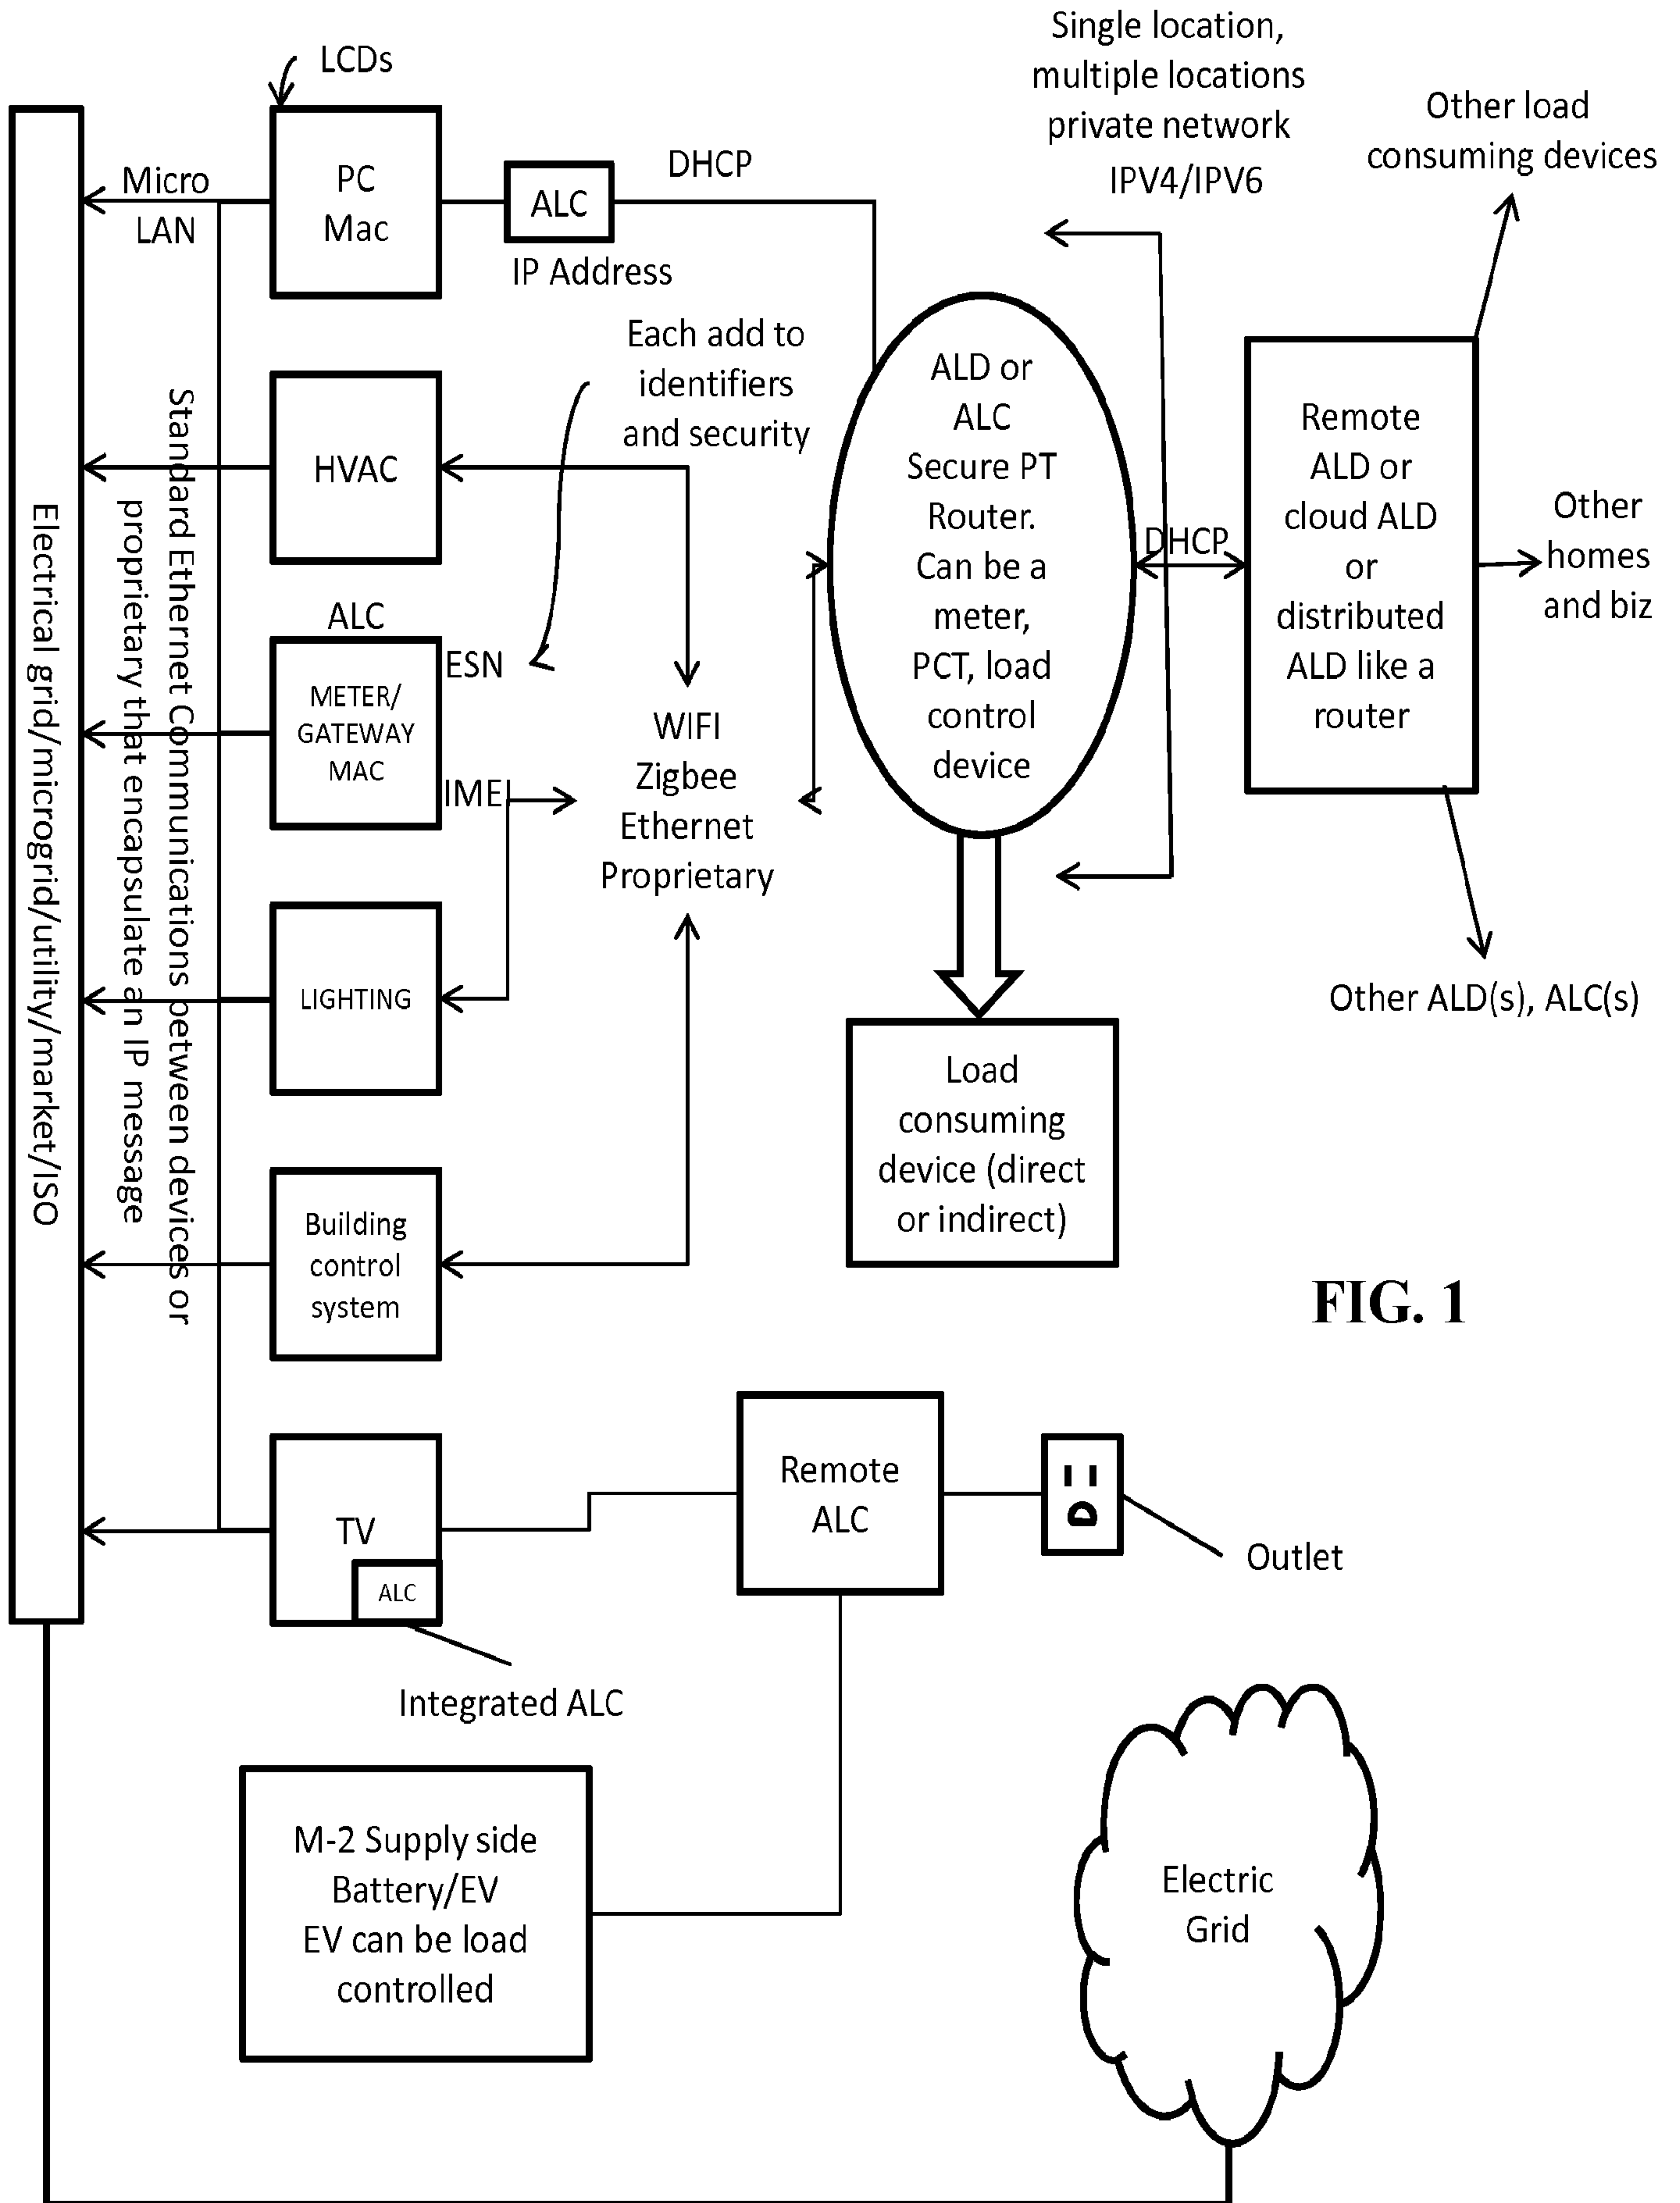 LCDs
Single location,
multiple locations
private network
IPV4/IPV6
Other load
consuming devices
Micro
LAN
PC
Mac
ALC
IP Address
DHCP
Each add to
identifiers
and security
HVAC
ALC
METER/
GATEWAY
MAC
ESN
IMEI
WIFI
Zigbee
Ethernet
Proprietary
ALD or
ALC
Secure PT
Router.
Can be a
meter,
PCT, load
control
device
DHCP
Remote
ALD or
cloud ALD
or
distributed
ALD like a
router
Other
homes
and biz
Other ALD(s), ALC(s)
Electrical grid/microgrid/utility/market/ISO
Standard Ethernet Communications between devices or
proprietary that encapsulate an IP message
LIGHTING
Load
consuming
device (direct
or indirect)
Building
control
system
FIG. 1
TV
ALC
Integrated ALC
Remote
ALC
Outlet
M-2 Supply side
Battery/EV
EV can be load
controlled
Electric
Grid